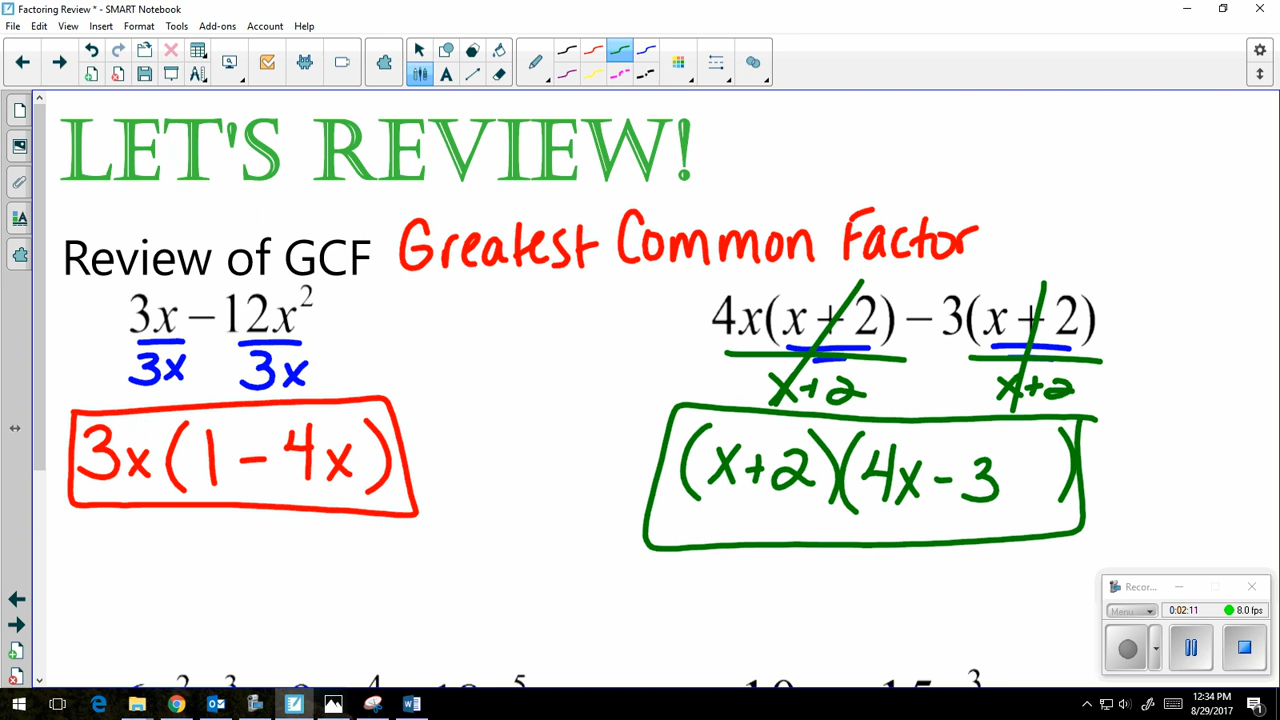 Factoring Review * - SMART Notebook
File Edit View Insert Format Tools Add-ons Account Help
LET'S REVIEW!
Review of GCF Greatest Common Factor
3x − 12x²
3x 3x
3x(1 - 4x)
4x(x + 2) − 3(x + 2)
x+2 x+2
(x+2)(4x-3 )
Recor...
Menu 0:02:11 8.0 fps
12:34 PM
8/29/2017